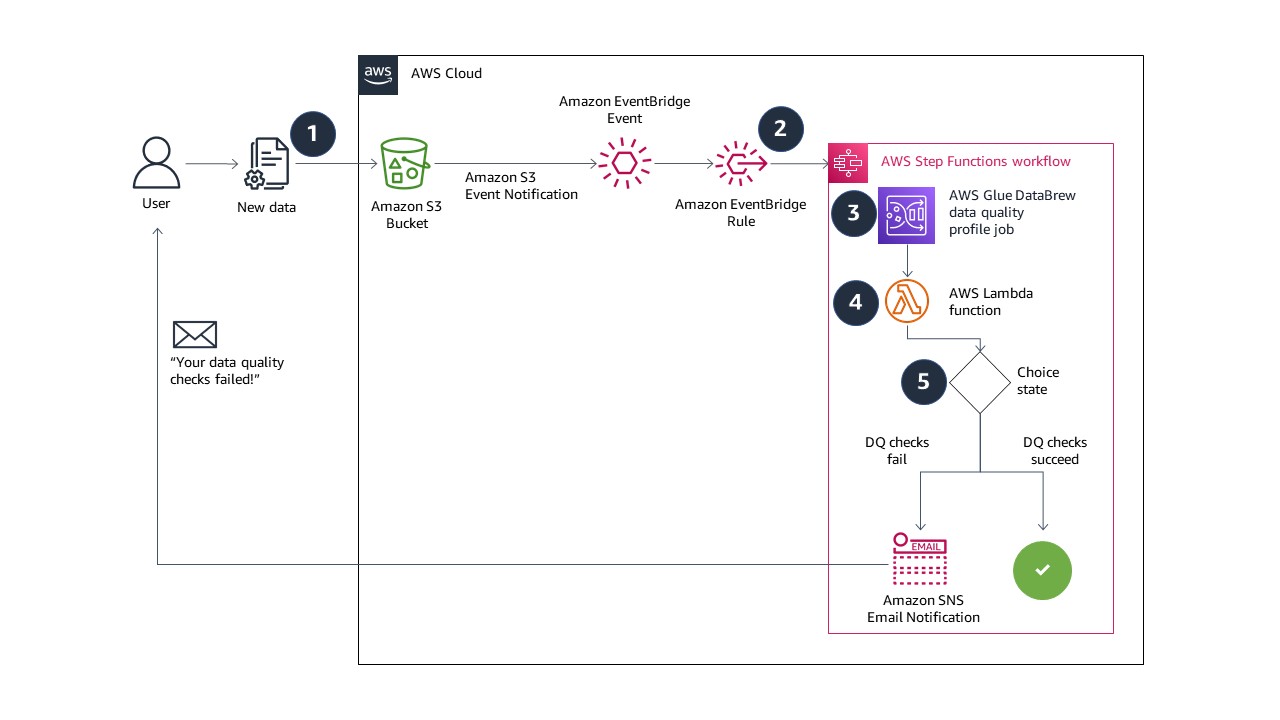 aws
AWS Cloud
Amazon EventBridge
Event
1
2
AWS Step Functions workflow
User
New data
Amazon S3
Bucket
Amazon S3
Event Notification
Amazon EventBridge
Rule
3
AWS Glue DataBrew
data quality
profile job
4
AWS Lambda
function
“Your data quality
checks failed!”
5
Choice
state
DQ checks
fail
DQ checks
succeed
EMAIL
Amazon SNS
Email Notification